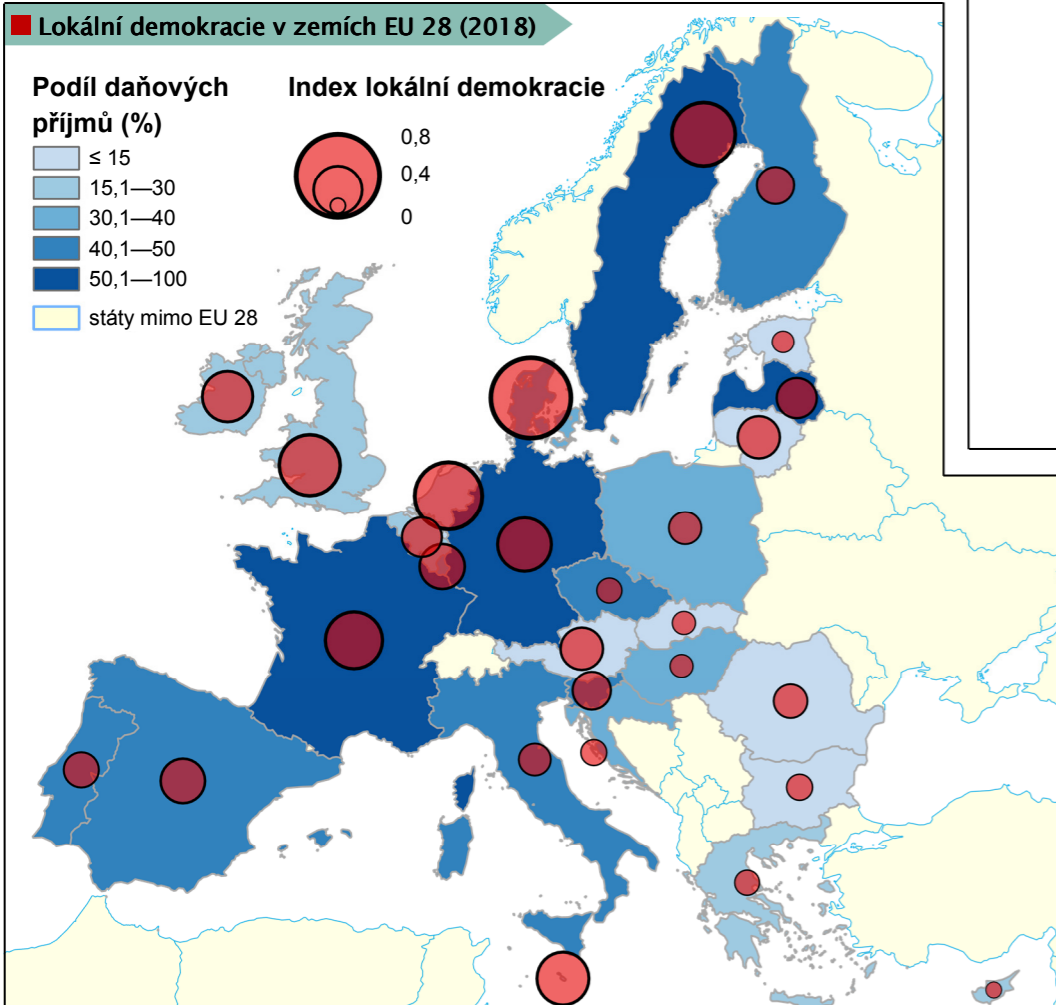 Lokální demokracie v zemích EU 28 (2018)
Podíl daňových
příjmů (%)
≤ 15
15,1—30
30,1—40
40,1—50
50,1—100
státy mimo EU 28
Index lokální demokracie
0,8
0,4
0